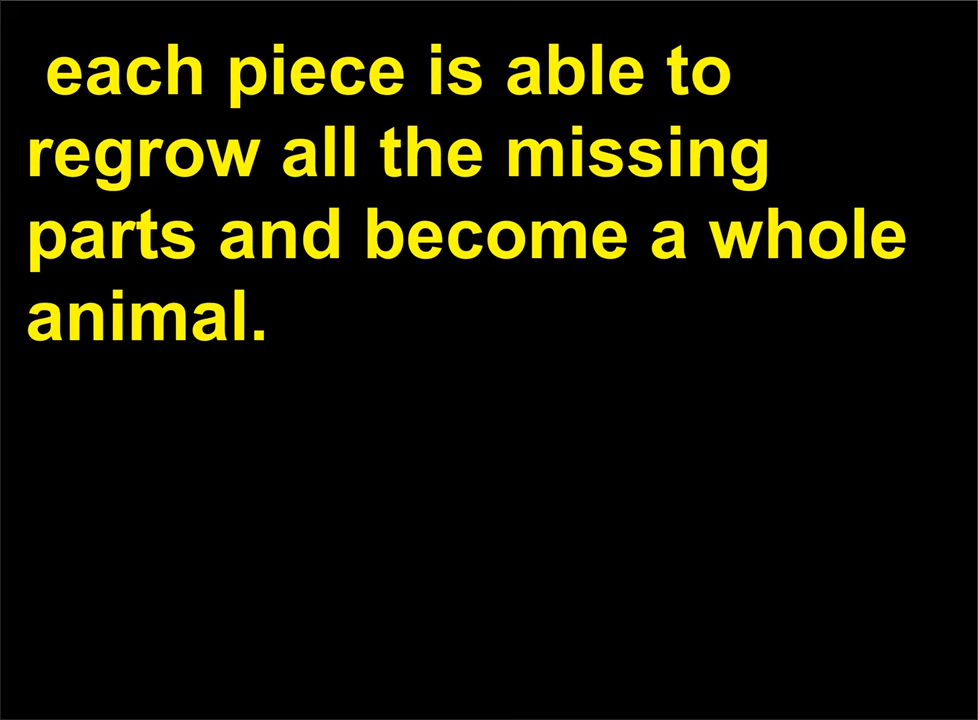 each piece is able to
regrow all the missing
parts and become a whole
animal.